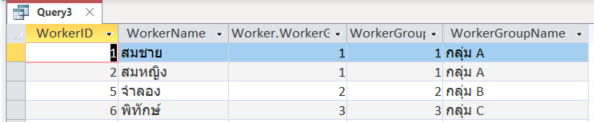 Query3
WorkerID WorkerName Worker.WorkerG WorkerGroup WorkerGroupName
1 สมชาย 1 1 กลุ่ม A
2 สมหญิง 1 1 กลุ่ม A
5 จำลอง 2 2 กลุ่ม B
6 พิทักษ์ 3 3 กลุ่ม C